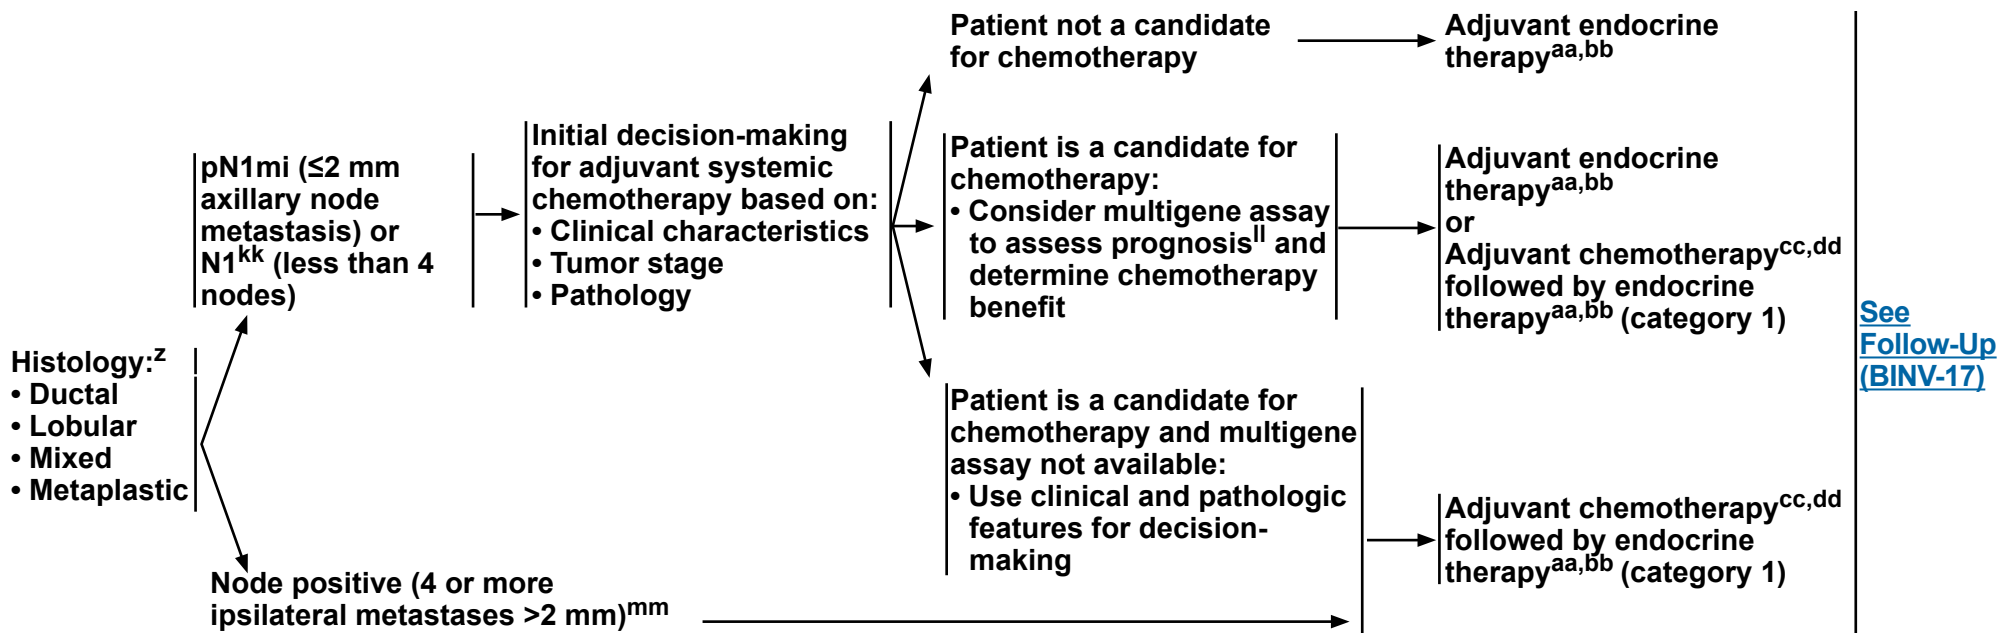 Histology:z
• Ductal
• Lobular
• Mixed
• Metaplastic
pN1mi (≤2 mm
axillary node
metastasis) or
N1kk (less than 4
nodes)
Node positive (4 or more
ipsilateral metastases >2 mm)mm
Initial decision-making
for adjuvant systemic
chemotherapy based on:
• Clinical characteristics
• Tumor stage
• Pathology
Patient not a candidate
for chemotherapy
Adjuvant endocrine
therapyaa,bb
Patient is a candidate for
chemotherapy:
• Consider multigene assay
to assess prognosisll and
determine chemotherapy
benefit
Adjuvant endocrine
therapyaa,bb
or
Adjuvant chemotherapycc,dd
followed by endocrine
therapyaa,bb (category 1)
Patient is a candidate for
chemotherapy and multigene
assay not available:
• Use clinical and pathologic
features for decision-
making
Adjuvant chemotherapycc,dd
followed by endocrine
therapyaa,bb (category 1)
See
Follow-Up
(BINV-17)